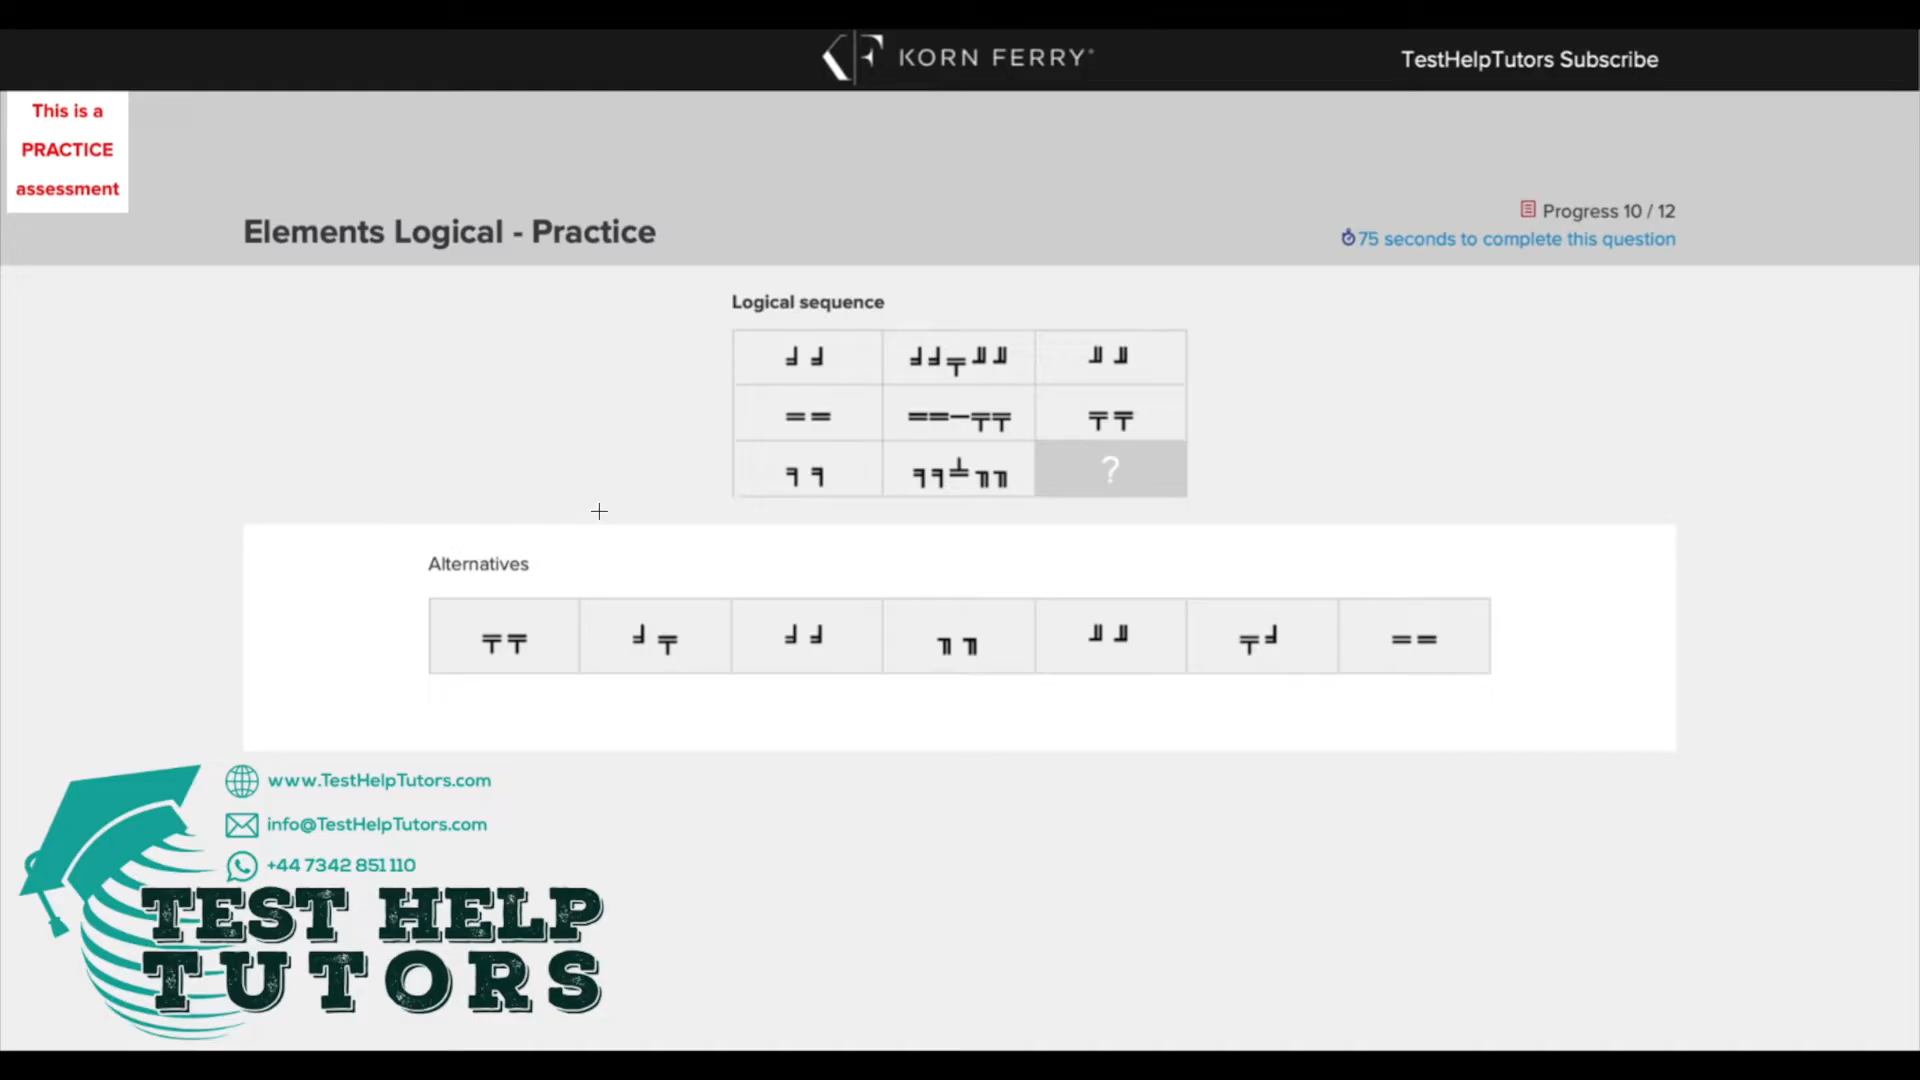 KORN FERRY®
TestHelpTutors Subscribe
This is a
PRACTICE
assessment
Elements Logical - Practice
Progress 10 / 12
75 seconds to complete this question
Logical sequence
╛ ╛
╛╛╤╜╜
╜ ╜
= =
==─╤╤
╤ ╤
╕ ╕
╕╕╧╖╖
?
Alternatives
╤ ╤
╛ ╤
╛ ╛
╖ ╖
╜ ╜
╤ ╛
= =
www.TestHelpTutors.com
info@TestHelpTutors.com
+44 7342 851 110
TEST HELP
TUTORS